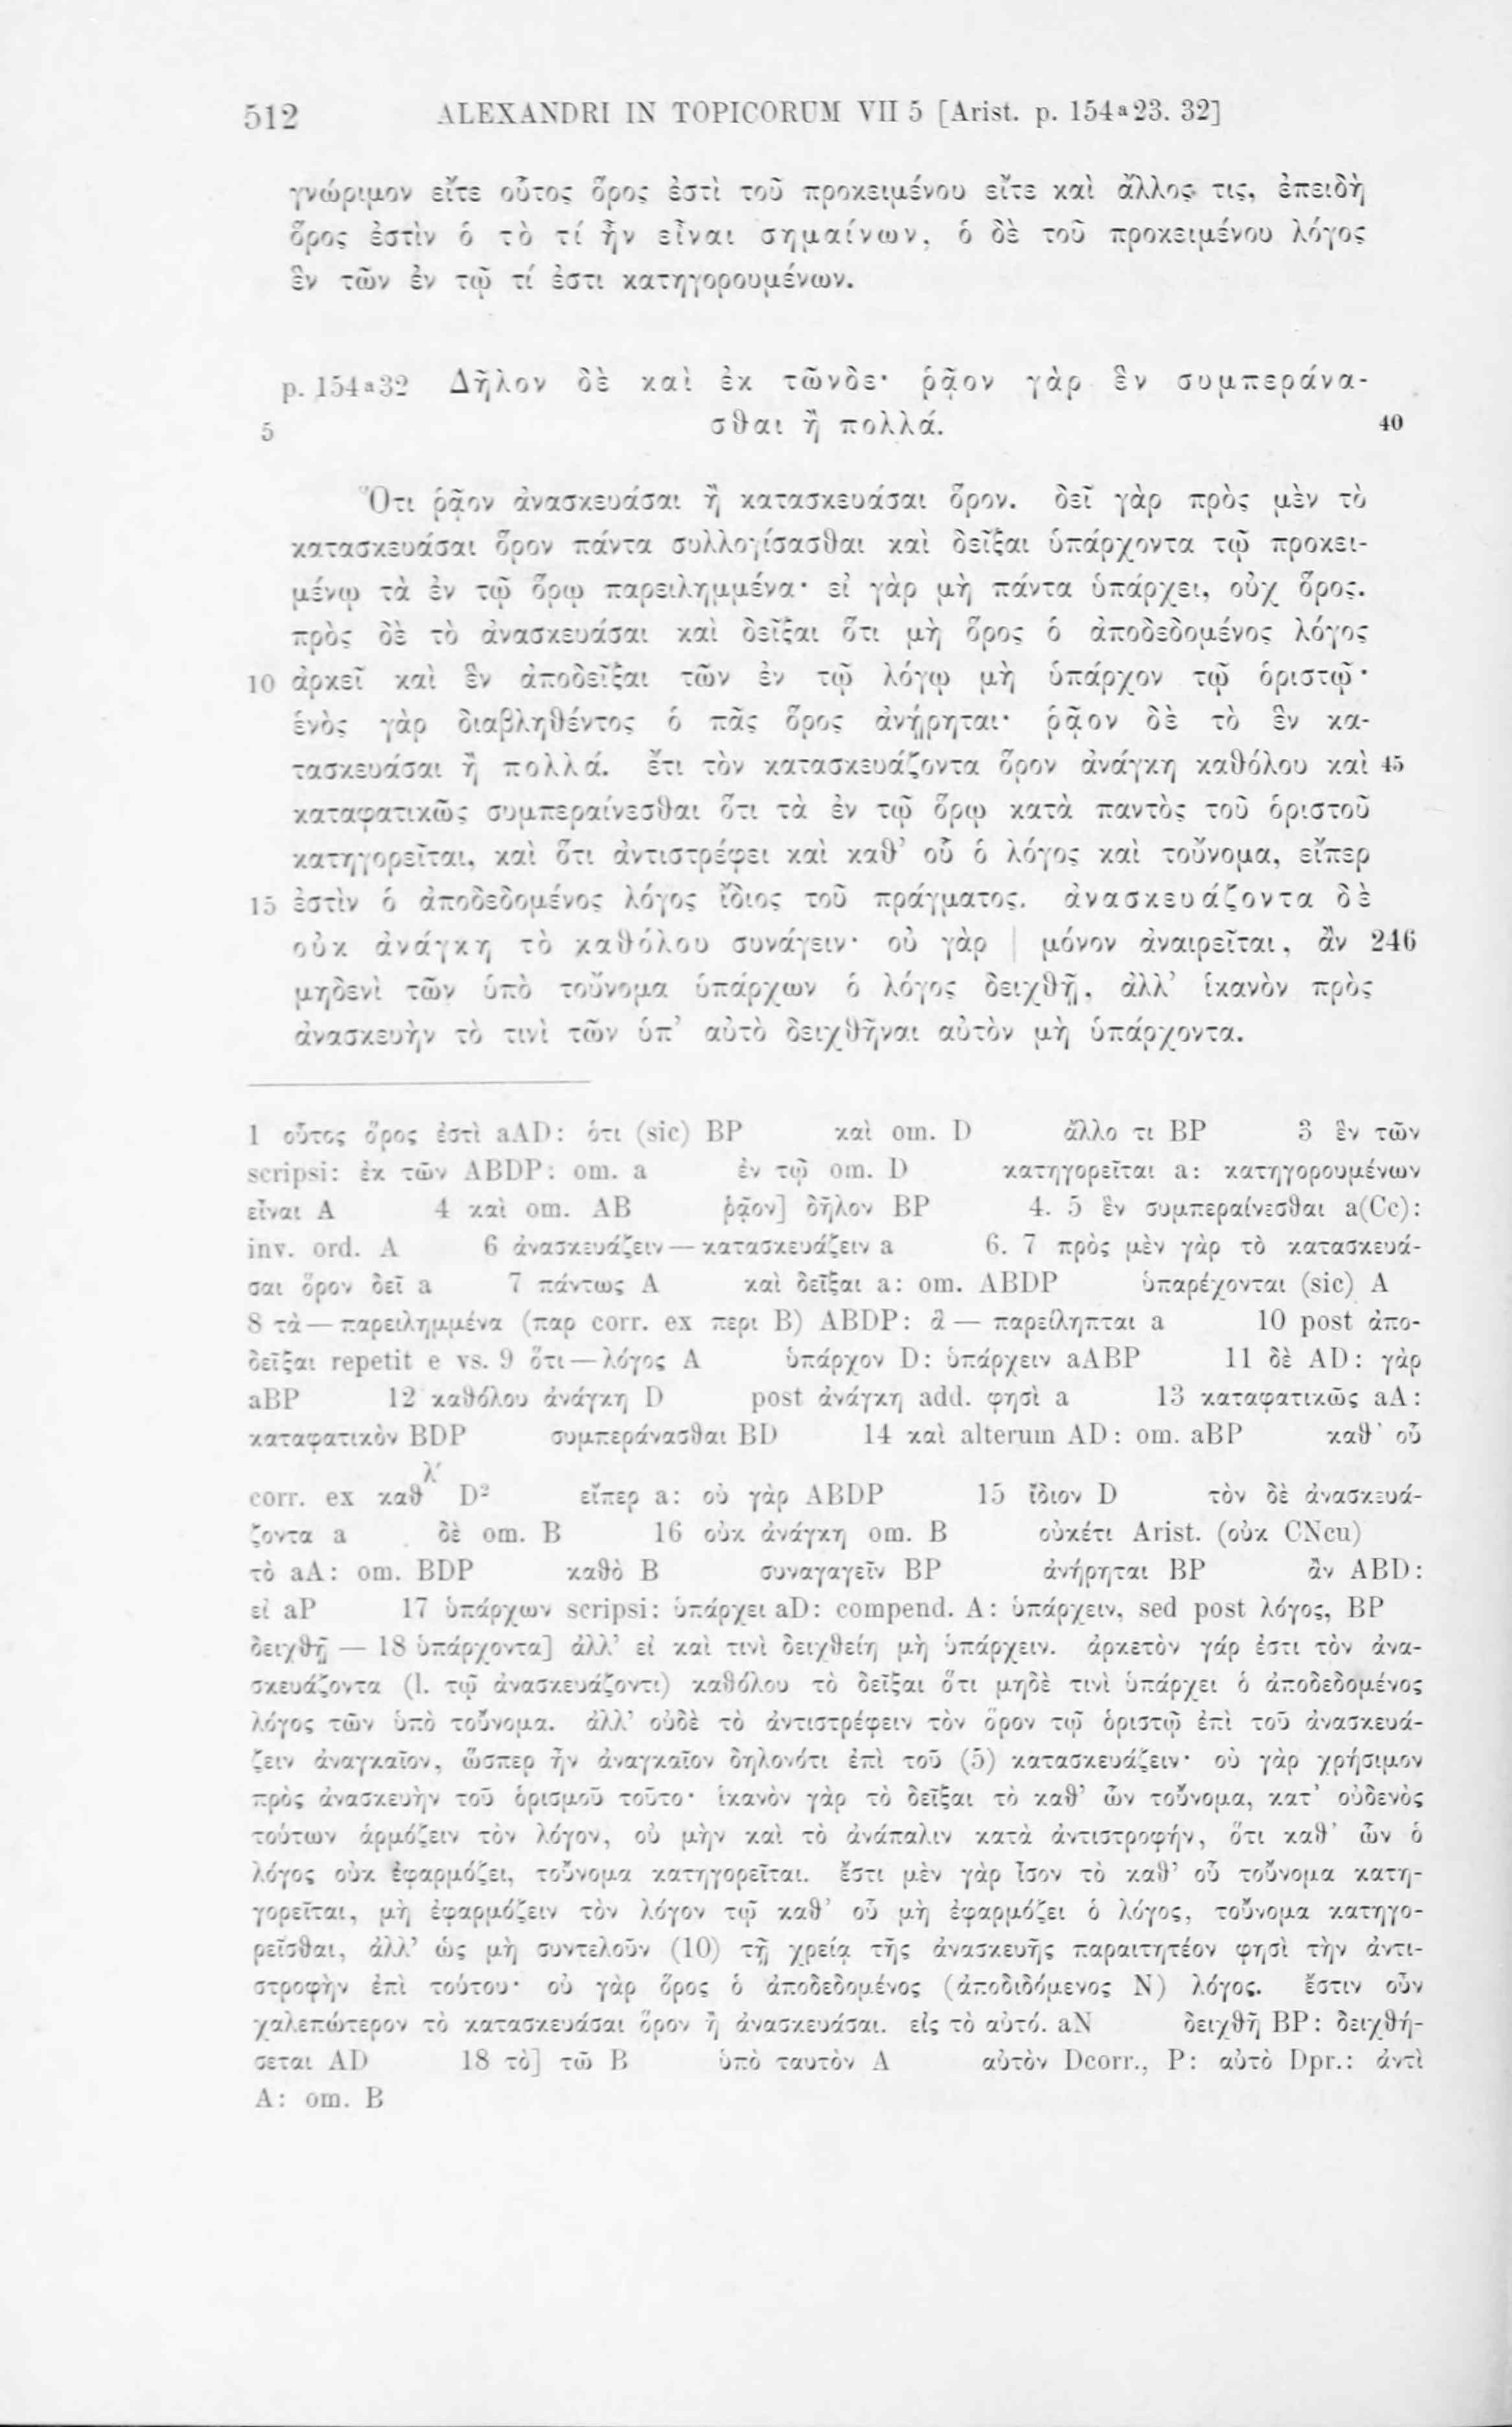 512 ALEXANDRI IN TOPICORUM VII 5 [Arist. p. 154a23. 32]
γνώριμον εἴτε οὗτος ὅρος ἐστὶ τοῦ προκειμένου εἴτε καὶ ἄλλος τις, ἐπειδὴ
ὅρος ἐστὶν ὁ τὸ τί ἦν εἶναι σημαίνων, ὁ δὲ τοῦ προκειμένου λόγος
ἓν τῶν ἐν τῷ τί ἐστι κατηγορουμένων.
p. 154a32 Δῆλον δὲ καὶ ἐκ τῶνδε· ῥᾷον γὰρ ἓν συμπεράνα-
5 σθαι ἢ πολλά. 40
Ὅτι ῥᾷον ἀνασκευάσαι ἢ κατασκευάσαι ὅρον. δεῖ γὰρ πρὸς μὲν τὸ
κατασκευάσαι ὅρον πάντα συλλογίσασθαι καὶ δεῖξαι ὑπάρχοντα τῷ προκει-
μένῳ τὰ ἐν τῷ ὅρῳ παρειλημμένα· εἰ γὰρ μὴ πάντα ὑπάρχει, οὐχ ὅρος.
πρὸς δὲ τὸ ἀνασκευάσαι καὶ δεῖξαι ὅτι μὴ ὅρος ὁ ἀποδεδομένος λόγος
10 ἀρκεῖ καὶ ἓν ἀποδεῖξαι τῶν ἐν τῷ λόγῳ μὴ ὑπάρχον τῷ ὁριστῷ·
ἑνὸς γὰρ διαβληθέντος ὁ πᾶς ὅρος ἀνῄρηται· ῥᾷον δὲ τὸ ἓν κα-
τασκευάσαι ἢ πολλά. ἔτι τὸν κατασκευάζοντα ὅρον ἀνάγκη καθόλου καὶ 45
καταφατικῶς συμπεραίνεσθαι ὅτι τὰ ἐν τῷ ὅρῳ κατὰ παντὸς τοῦ ὁριστοῦ
κατηγορεῖται, καὶ ὅτι ἀντιστρέφει καὶ καθ’ οὗ ὁ λόγος καὶ τοὔνομα, εἴπερ
15 ἐστὶν ὁ ἀποδεδομένος λόγος ἴδιος τοῦ πράγματος. ἀνασκευάζοντα δὲ
οὐκ ἀνάγκη τὸ καθόλου συνάγειν· οὐ γὰρ | μόνον ἀναιρεῖται, ἂν 246
μηδενὶ τῶν ὑπὸ τοὔνομα ὑπάρχων ὁ λόγος δειχθῇ, ἀλλ’ ἱκανὸν πρὸς
ἀνασκευὴν τὸ τινὶ τῶν ὑπ’ αὐτὸ δειχθῆναι αὐτὸν μὴ ὑπάρχοντα.
1 οὗτος ὅρος ἐστὶ aAD: ὁτι (sic) BP καὶ om. D ἄλλο τι BP 3 ἓν τῶν
scripsi: ἐκ τῶν ABDP: om. a ἐν τῷ om. D κατηγορεῖται a: κατηγορουμένων
εἶναι A 4 καὶ om. AB ῥᾷον] δῆλον BP 4. 5 ἓν συμπεραίνεσθαι a(Cc):
inv. ord. A 6 ἀνασκευάζειν—κατασκευάζειν a 6. 7 πρὸς μὲν γὰρ τὸ κατασκευά-
σαι ὅρον δεῖ a 7 πάντως A καὶ δεῖξαι a: om. ABDP ὑπαρέχονται (sic) A
8 τὰ—παρειλημμένα (παρ corr. ex περι B) ABDP: ἃ — παρείληπται a 10 post ἀπο-
δεῖξαι repetit e vs. 9 ὅτι—λόγος A ὑπάρχον D: ὑπάρχειν aABP 11 δὲ AD: γὰρ
aBP 12 καθόλου ἀνάγκη D post ἀνάγκη add. φησὶ a 13 καταφατικῶς aA:
καταφατικὸν BDP συμπεράνασθαι BD 14 καὶ alterum AD: om. aBP καθ’ οὗ
corr. ex καθλ́ D² εἴπερ a: οὐ γὰρ ABDP 15 ἴδιον D τὸν δὲ ἀνασκευά-
ζοντα a δὲ om. B 16 οὐκ ἀνάγκη om. B οὐκέτι Arist. (οὐκ CNcu)
τὸ aA: om. BDP καθὸ B συναγαγεῖν BP ἀνήρηται BP ἂν ABD:
εἰ aP 17 ὑπάρχων scripsi: ὑπάρχει aD: compend. A: ὑπάρχειν, sed post λόγος, BP
δειχθῇ — 18 ὑπάρχοντα] ἀλλ’ εἰ καὶ τινὶ δειχθείη μὴ ὑπάρχειν. ἀρκετὸν γάρ ἐστι τὸν ἀνα-
σκευάζοντα (l. τῷ ἀνασκευάζοντι) καθόλου τὸ δεῖξαι ὅτι μηδὲ τινὶ ὑπάρχει ὁ ἀποδεδομένος
λόγος τῶν ὑπὸ τοὔνομα. ἀλλ’ οὐδὲ τὸ ἀντιστρέφειν τὸν ὅρον τῷ ὁριστῷ ἐπὶ τοῦ ἀνασκευά-
ζειν ἀναγκαῖον, ὥσπερ ἦν ἀναγκαῖον δηλονότι ἐπὶ τοῦ (5) κατασκευάζειν· οὐ γὰρ χρήσιμον
πρὸς ἀνασκευὴν τοῦ ὁρισμοῦ τοῦτο· ἱκανὸν γὰρ τὸ δεῖξαι τὸ καθ’ ὧν τοὔνομα, κατ’ οὐδενὸς
τούτων ἁρμόζειν τὸν λόγον, οὐ μὴν καὶ τὸ ἀνάπαλιν κατὰ ἀντιστροφήν, ὅτι καθ’ ὧν ὁ
λόγος οὐκ ἐφαρμόζει, τοὔνομα κατηγορεῖται. ἔστι μὲν γὰρ ἴσον τὸ καθ’ οὗ τοὔνομα κατη-
γορεῖται, μὴ ἐφαρμόζειν τὸν λόγον τῷ καθ’ οὗ μὴ ἐφαρμόζει ὁ λόγος, τοὔνομα κατηγο-
ρεῖσθαι, ἀλλ’ ὡς μὴ συντελοῦν (10) τῇ χρείᾳ τῆς ἀνασκευῆς παραιτητέον φησὶ τὴν ἀντι-
στροφὴν ἐπὶ τούτου· οὐ γὰρ ὅρος ὁ ἀποδεδομένος (ἀποδιδόμενος N) λόγος. ἔστιν οὖν
χαλεπώτερον τὸ κατασκευάσαι ὅρον ἢ ἀνασκευάσαι. εἰς τὸ αὐτό. aN δειχθῆ BP: δειχθή-
σεται AD 18 τὸ] τῶ B ὑπὸ ταυτὸν A αὐτὸν Dcorr., P: αὐτὸ Dpr.: ἀντὶ
A: om. B